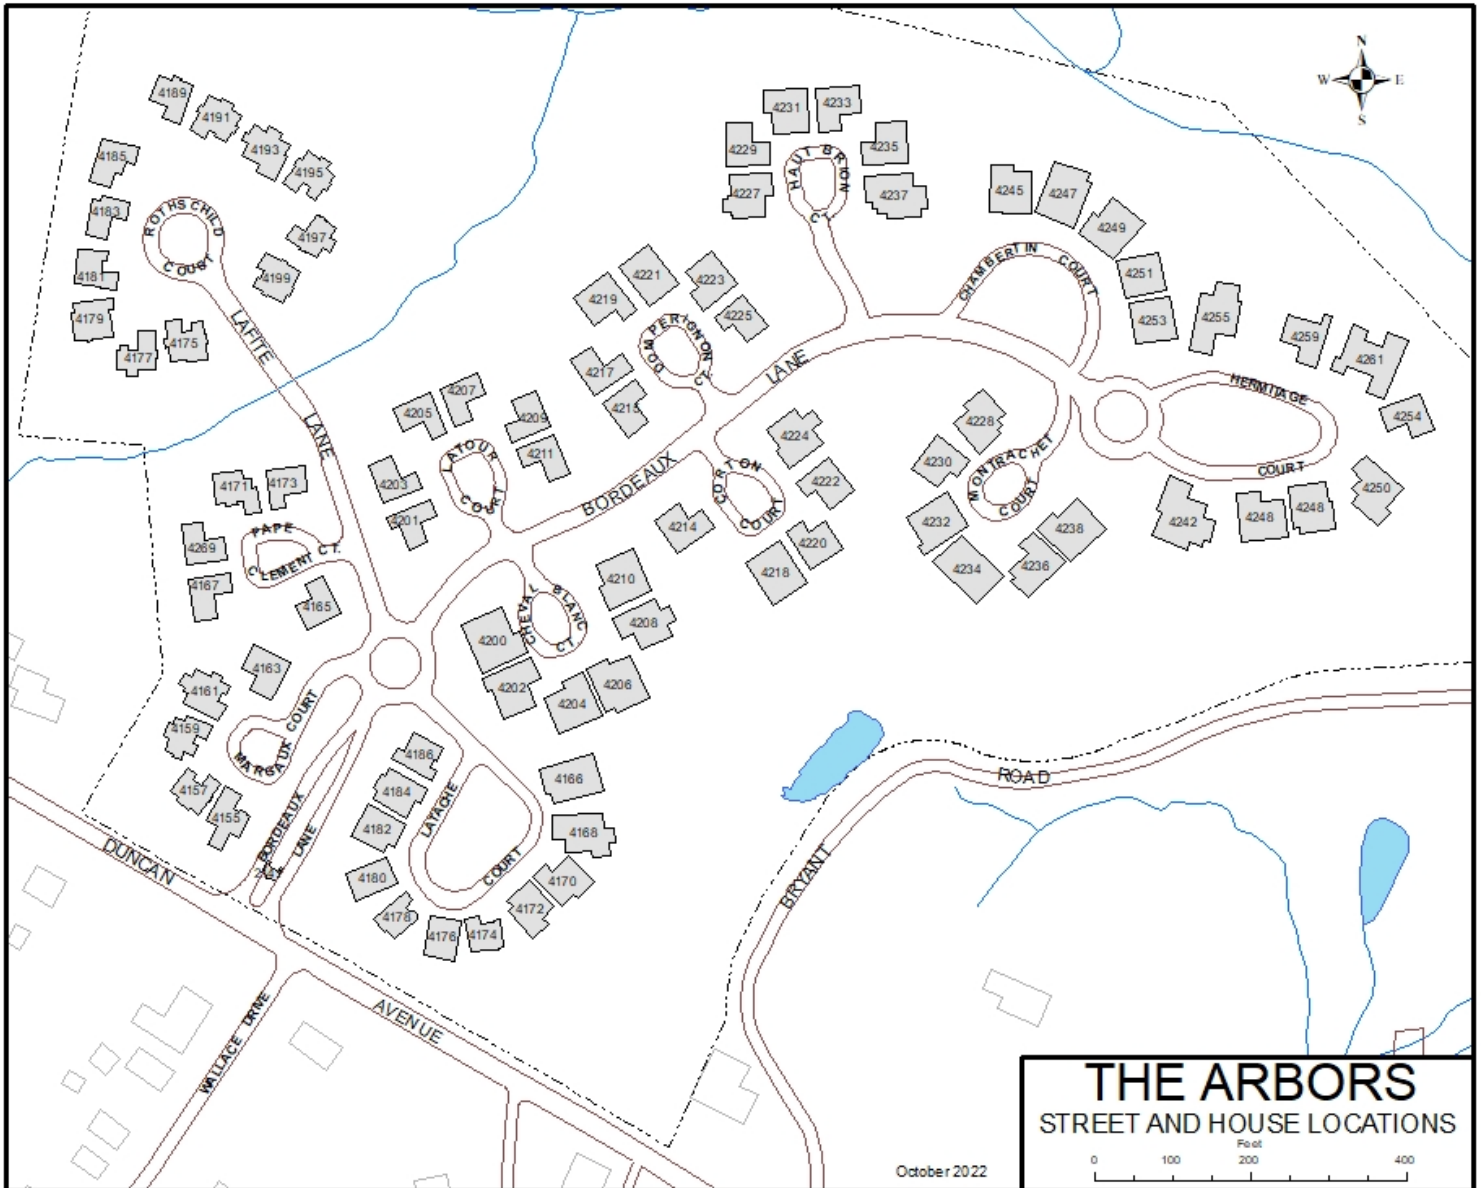 N
W E
S
4189
4191
4193
4195
4185
4183
4181
4179
4177
4175
4197
4199
ROTHSCHILD
COURT
LAFITE
LANE
4231
4233
4229
4235
4227
4237
HAUT BRION
CT.
4245
4247
4249
4251
4253
4255
4259
4261
4254
CHAMBERTIN
COURT
4221
4223
4219
4225
4217
4215
DOM PERIGNON
CT.
4207
4205
4209
4211
4203
4201
LATOUR
COURT
BORDEAUX
LANE
HERMITAGE
COURT
4228
4230
4232
4234
4236
4238
MONTRACHET
COURT
4242
4248
4248
4250
4224
4222
4220
4218
4214
CORTON
COURT
4171
4173
4269
4167
4165
PAPE
CLEMENT CT.
4210
4208
4200
4202
4204
4206
CHEVAL
BLANC
CT
4163
4161
4159
4157
4155
MARGAUX COURT
BORDEAUX
LANE
4186
4184
4182
4180
4178
4176
4174
4172
4170
4168
4166
LATACHE
COURT
DUNCAN
AVENUE
WALLACE DRIVE
BRYANT
ROAD
THE ARBORS
STREET AND HOUSE LOCATIONS
Feet
0 100 200 400
October 2022